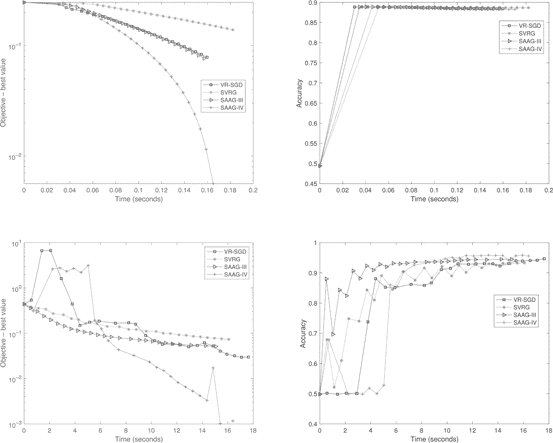 10⁻¹
10⁻²
0 0.02 0.04 0.06 0.08 0.1 0.12 0.14 0.16 0.18 0.2
Time (seconds)
Objective − best value
VR-SGD
SVRG
SAAG-III
SAAG-IV
0.9
0.85
0.8
0.75
0.7
0.65
0.6
0.55
0.5
0.45
0 0.02 0.04 0.06 0.08 0.1 0.12 0.14 0.16 0.18 0.2
Time (seconds)
Accuracy
VR-SGD
SVRG
SAAG-III
SAAG-IV
10¹
10⁰
10⁻¹
10⁻²
10⁻³
0 2 4 6 8 10 12 14 16 18
Time (seconds)
Objective − best value
VR-SGD
SVRG
SAAG-III
SAAG-IV
1
0.9
0.8
0.7
0.6
0.5
0.4
0 2 4 6 8 10 12 14 16 18
Time (seconds)
Accuracy
VR-SGD
SVRG
SAAG-III
SAAG-IV